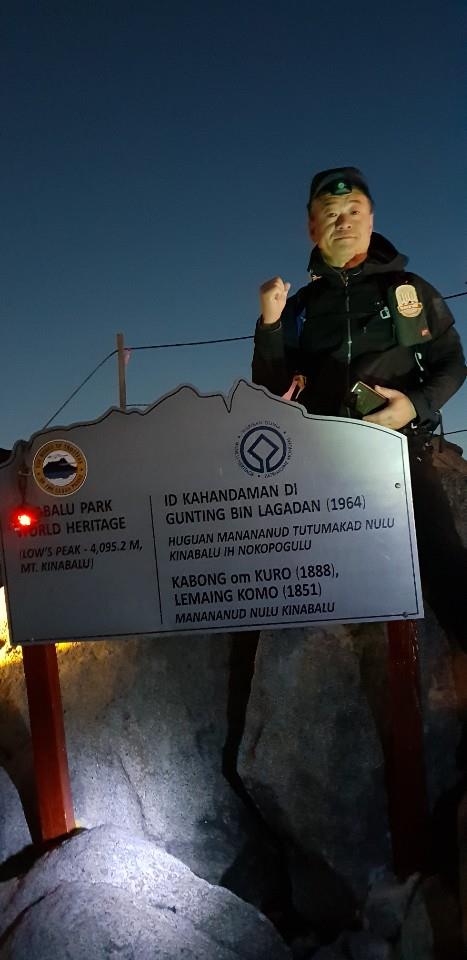 BALU PARK
WORLD HERITAGE
(LOW'S PEAK - 4,095.2 M,
MT. KINABALU)
ID KAHANDAMAN DI
GUNTING BIN LAGADAN (1964)
HUGUAN MANANANUD TUTUMAKAD NULU
KINABALU IH NOKOPOGULU
KABONG om KURO (1888),
LEMAING KOMO (1851)
MANANANUD NULU KINABALU